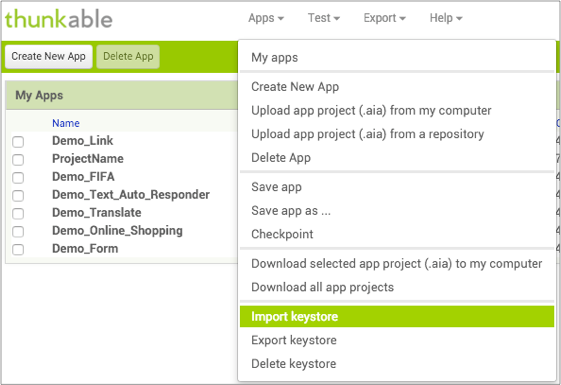 thunkable
Apps Test Export Help
Create New App Delete App
My Apps
Name
Demo_Link
ProjectName
Demo_FIFA
Demo_Text_Auto_Responder
Demo_Translate
Demo_Online_Shopping
Demo_Form
My apps
Create New App
Upload app project (.aia) from my computer
Upload app project (.aia) from a repository
Delete App
Save app
Save app as ...
Checkpoint
Download selected app project (.aia) to my computer
Download all app projects
Import keystore
Export keystore
Delete keystore